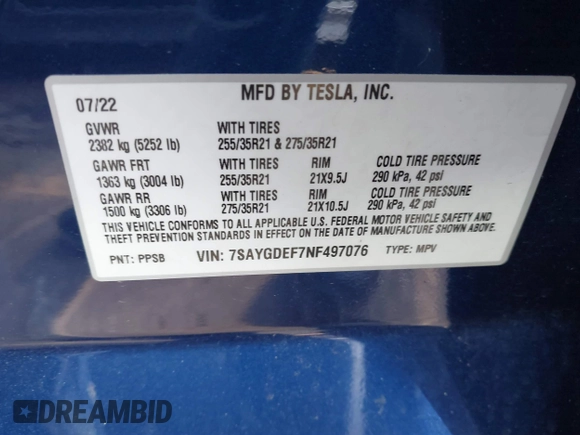 MFD BY TESLA, INC.
07/22
GVWR WITH TIRES
2382 kg (5252 lb) 255/35R21 & 275/35R21
GAWR FRT WITH TIRES RIM COLD TIRE PRESSURE
1363 kg (3004 lb) 255/35R21 21X9.5J 290 kPa, 42 psi
GAWR RR WITH TIRES RIM COLD TIRE PRESSURE
1500 kg (3306 lb) 275/35R21 21X10.5J 290 kPa, 42 psi
THIS VEHICLE CONFORMS TO ALL APPLICABLE U.S. FEDERAL MOTOR VEHICLE SAFETY AND
THEFT PREVENTION STANDARDS IN EFFECT ON THE DATE OF MANUFACTURE SHOWN ABOVE.
PNT: PPSB VIN: 7SAYGDEF7NF497076 TYPE: MPV
DREAMBID